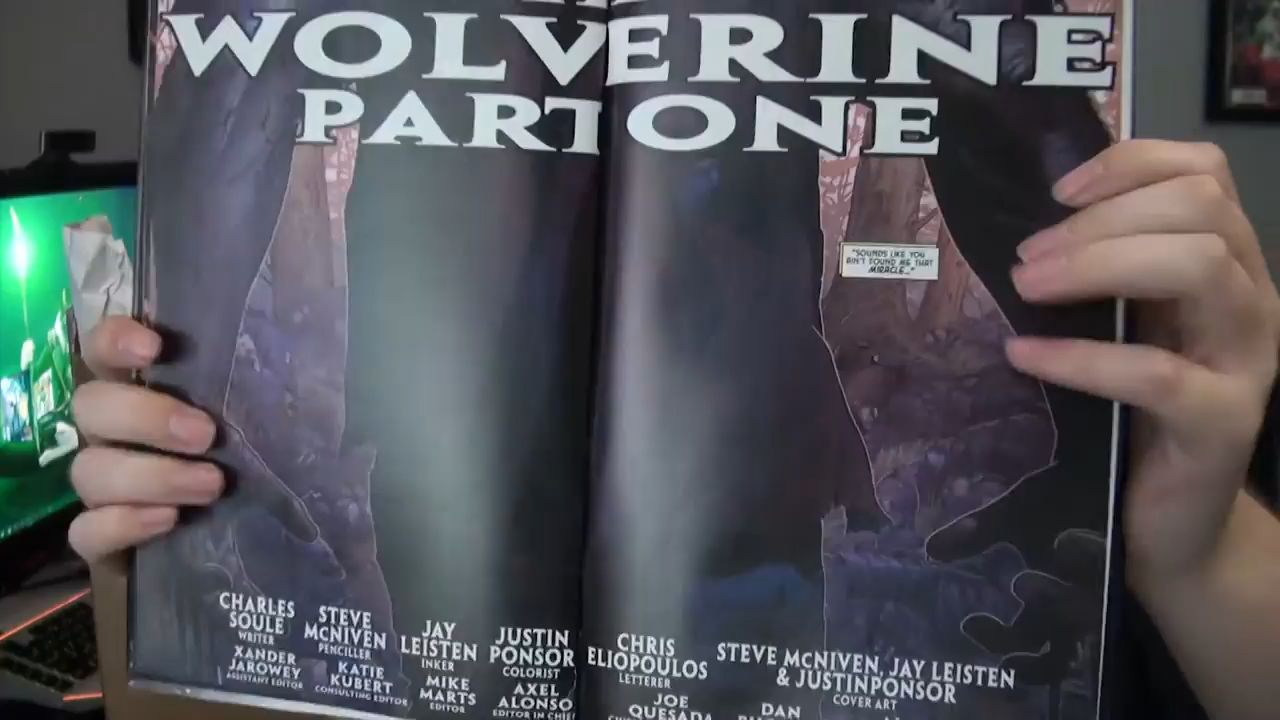 WOLVERINE
PART ONE
"SOUNDS LIKE YOU
AIN'T FOUND ME THAT
MIRACLE..."
CHARLES
SOULE
WRITER
STEVE
McNIVEN
PENCILLER
JAY
LEISTEN
INKER
JUSTIN
PONSOR
COLORIST
CHRIS
ELIOPOULOS
LETTERER
STEVE McNIVEN, JAY LEISTEN
& JUSTINPONSOR
COVER ART
XANDER
JAROWEY
ASSISTANT EDITOR
KATIE
KUBERT
CONSULTING EDITOR
MIKE
MARTS
EDITOR
AXEL
ALONSO
EDITOR IN CHIEF
JOE
QUESADA
DAN